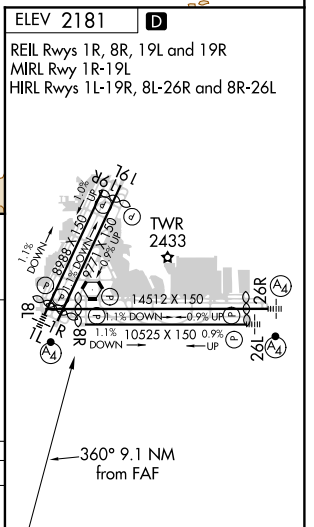 ELEV 2181 D
REIL Rwys 1R, 8R, 19L and 19R
MIRL Rwy 1R-19L
HIRL Rwys 1L-19R, 8L-26R and 8R-26L
19R
19L
TWR
2433
8988 X 150
1.0%
UP
1.1%
DOWN
9771 X 150
0.9% UP
1.1% DOWN
P
P
P
P
P
P
P
8L
14512 X 150
26R
A4
1.1% DOWN
0.9% UP
1L
1R
8R
10525 X 150
1.1%
DOWN
0.9%
UP
26L
A4
A4
360° 9.1 NM
from FAF